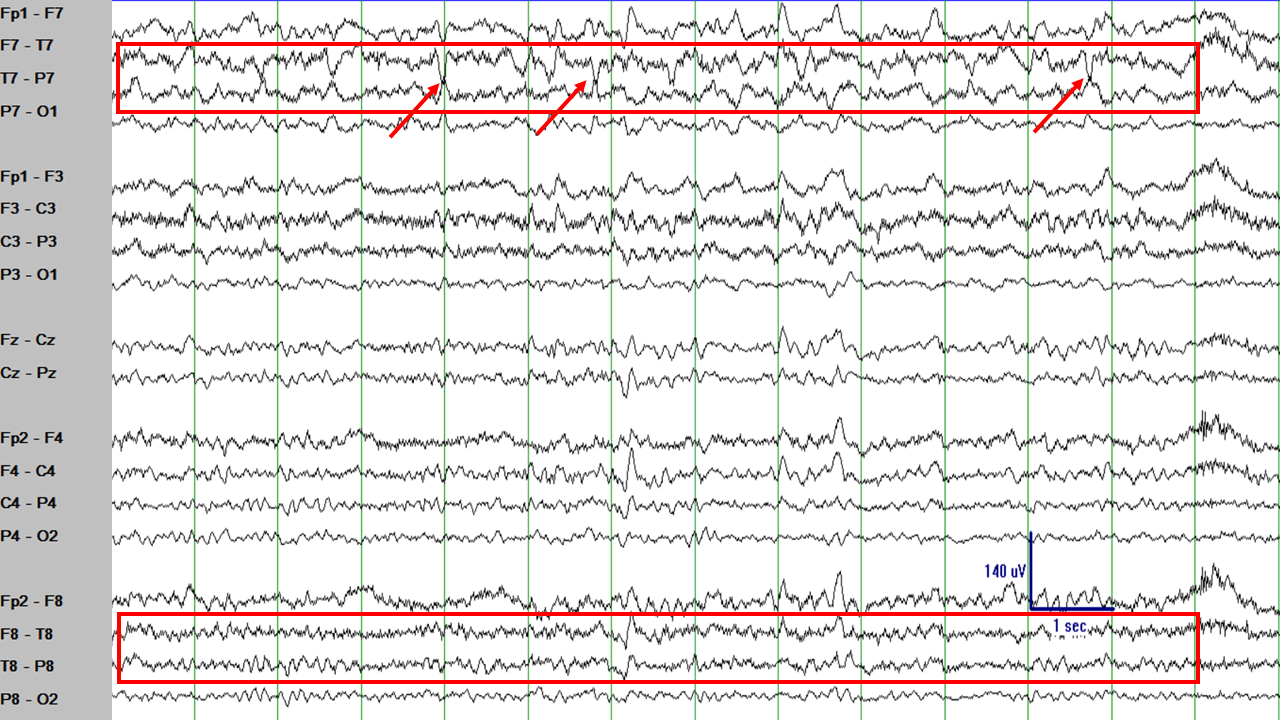 Fp1 - F7
F7 - T7
T7 - P7
P7 - O1
Fp1 - F3
F3 - C3
C3 - P3
P3 - O1
Fz - Cz
Cz - Pz
Fp2 - F4
F4 - C4
C4 - P4
P4 - O2
140 uV
Fp2 - F8
1 sec.
F8 - T8
T8 - P8
P8 - O2